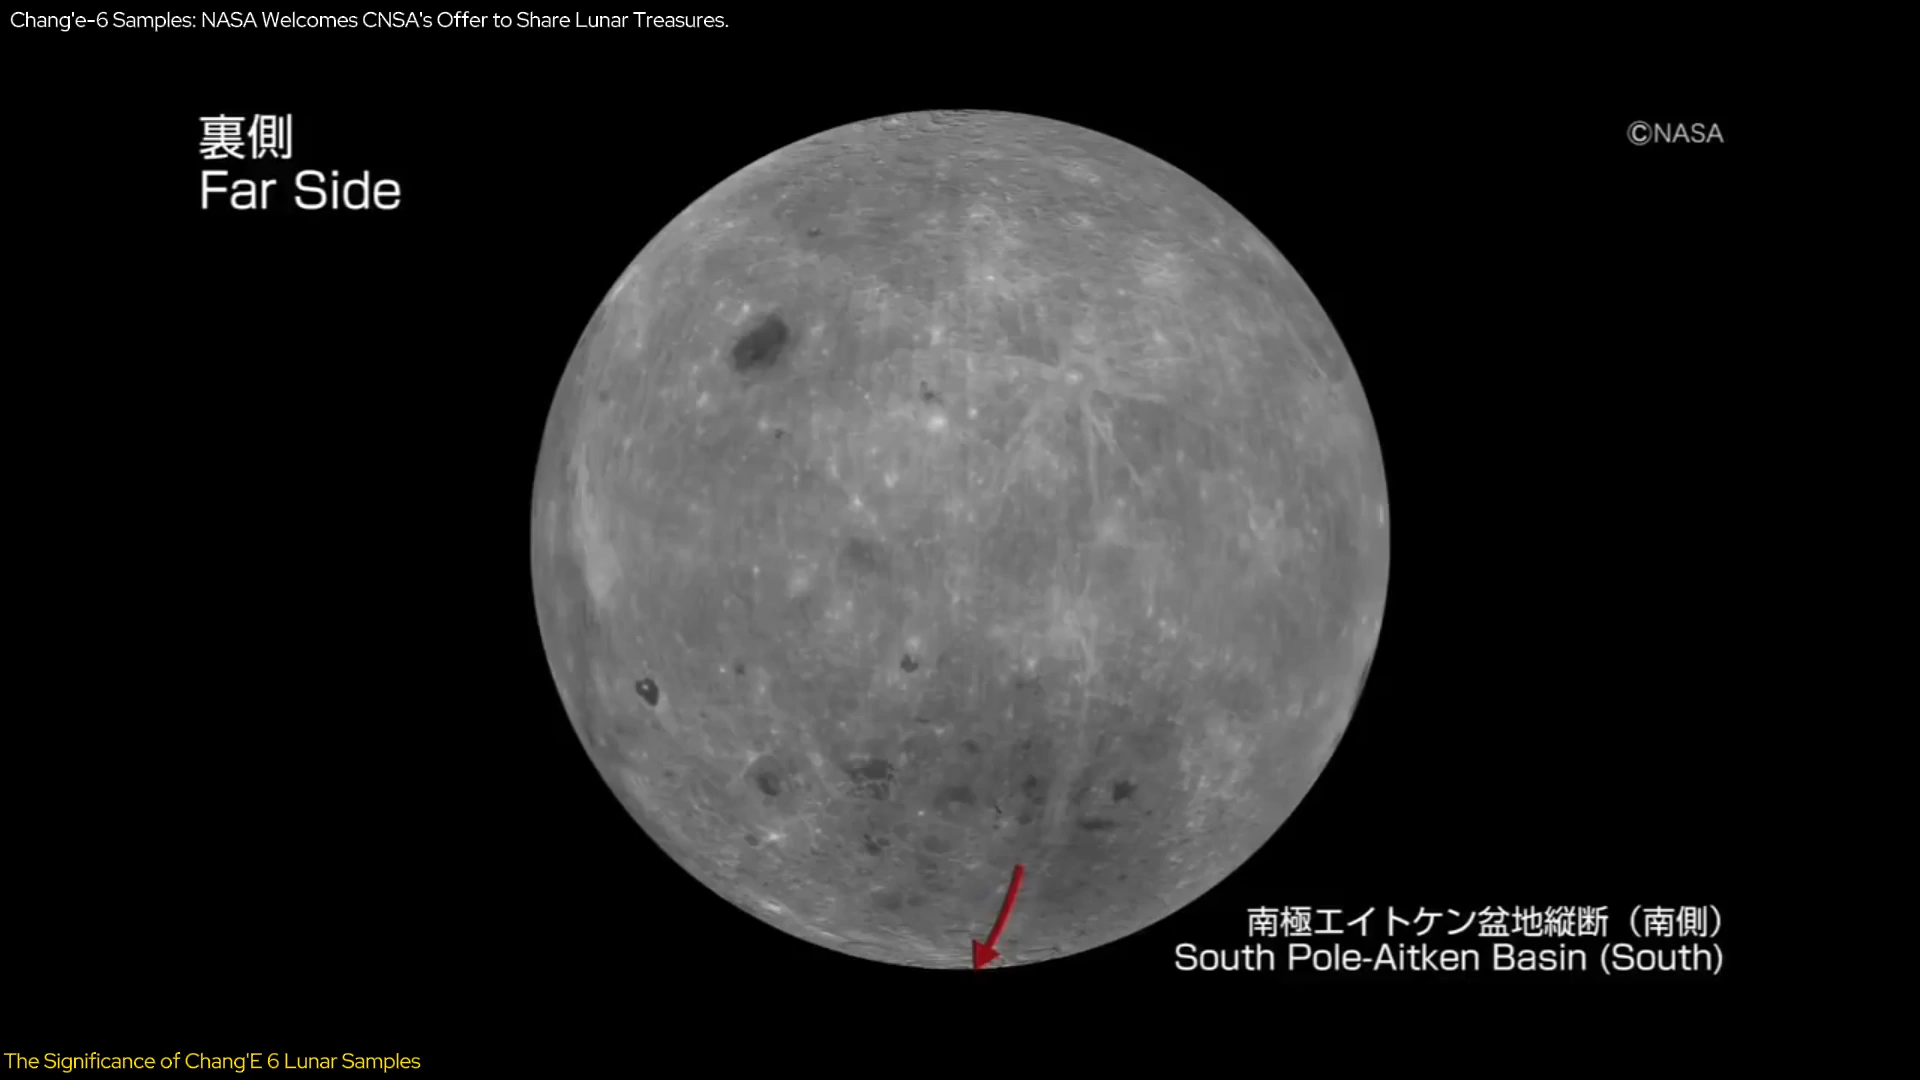 Chang'e-6 Samples: NASA Welcomes CNSA's Offer to Share Lunar Treasures.
裏側
Far Side
©NASA
南極エイトケン盆地縦断（南側）
South Pole-Aitken Basin (South)
The Significance of Chang'E 6 Lunar Samples